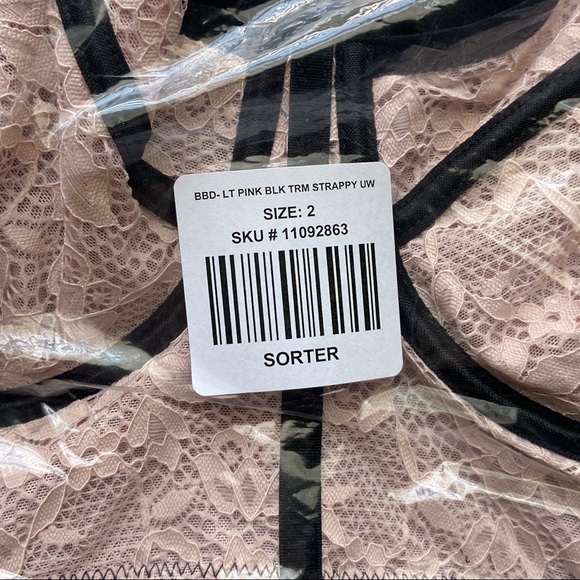 BBD- LT PINK BLK TRM STRAPPY UW
SIZE: 2
SKU # 11092863
SORTER